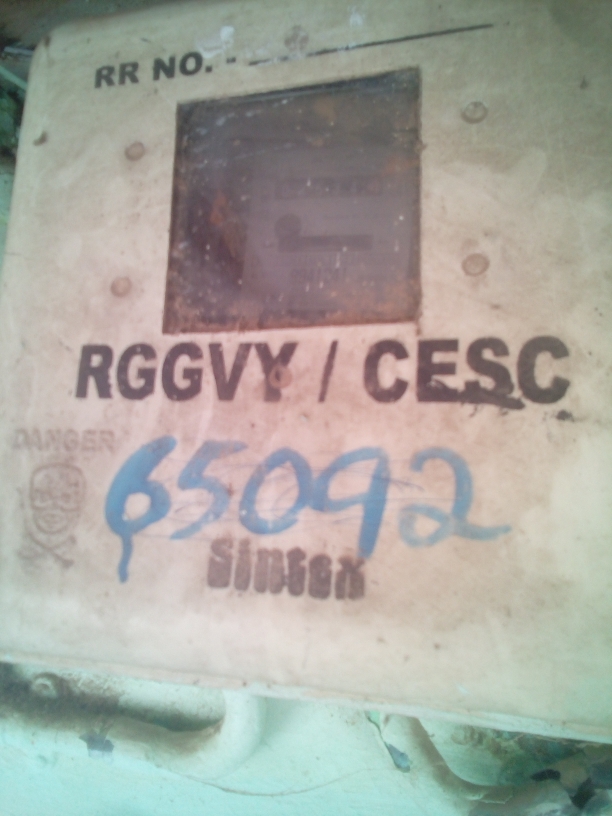 RR NO. -
RGGVY / CESC
DANGER
65092
Sintex